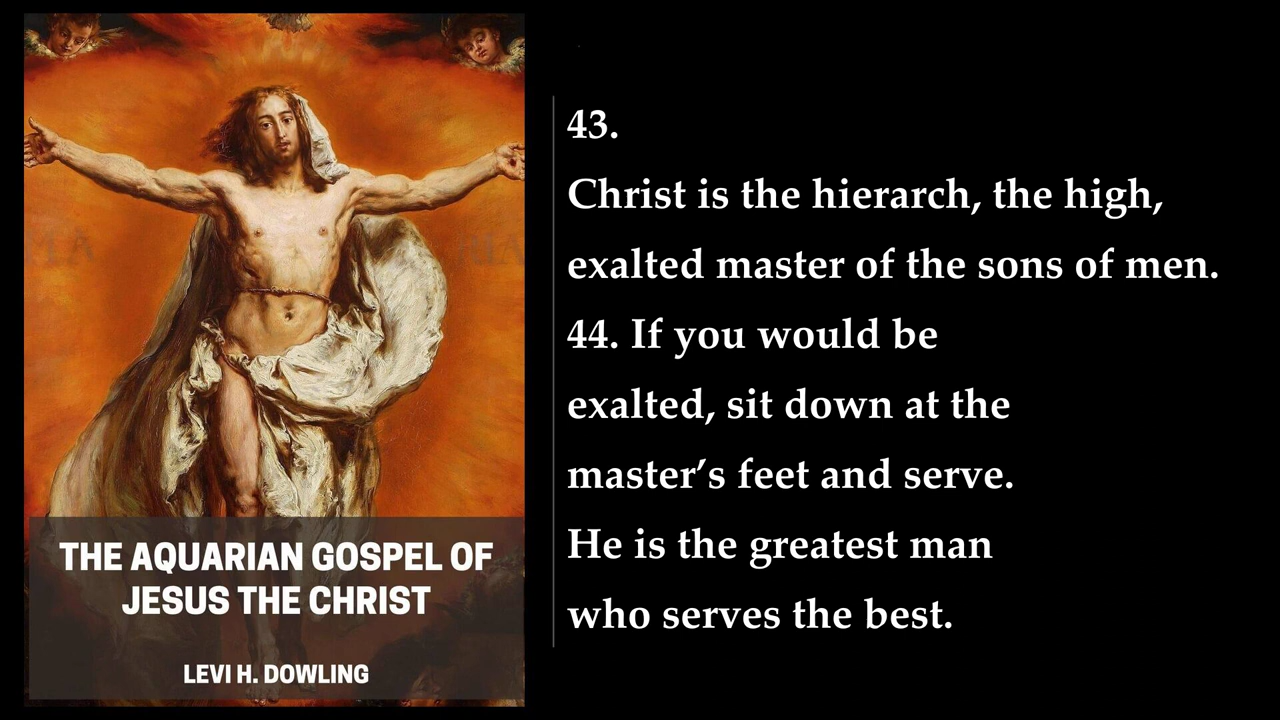 THE AQUARIAN GOSPEL OF
JESUS THE CHRIST
LEVI H. DOWLING
43.
Christ is the hierarch, the high,
exalted master of the sons of men.
44. If you would be
exalted, sit down at the
master’s feet and serve.
He is the greatest man
who serves the best.